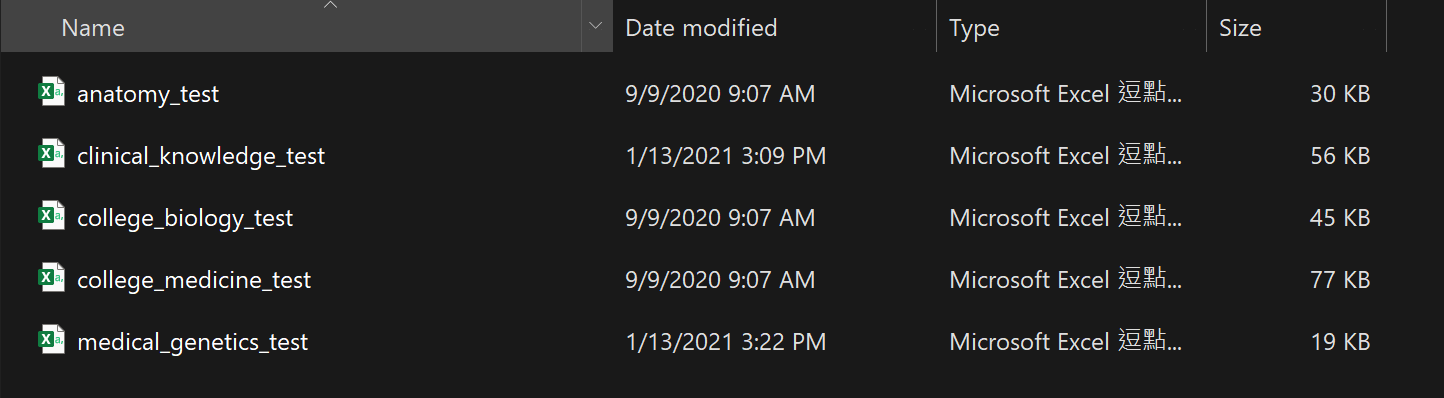 Name Date modified Type Size
anatomy_test 9/9/2020 9:07 AM Microsoft Excel 逗點... 30 KB
clinical_knowledge_test 1/13/2021 3:09 PM Microsoft Excel 逗點... 56 KB
college_biology_test 9/9/2020 9:07 AM Microsoft Excel 逗點... 45 KB
college_medicine_test 9/9/2020 9:07 AM Microsoft Excel 逗點... 77 KB
medical_genetics_test 1/13/2021 3:22 PM Microsoft Excel 逗點... 19 KB